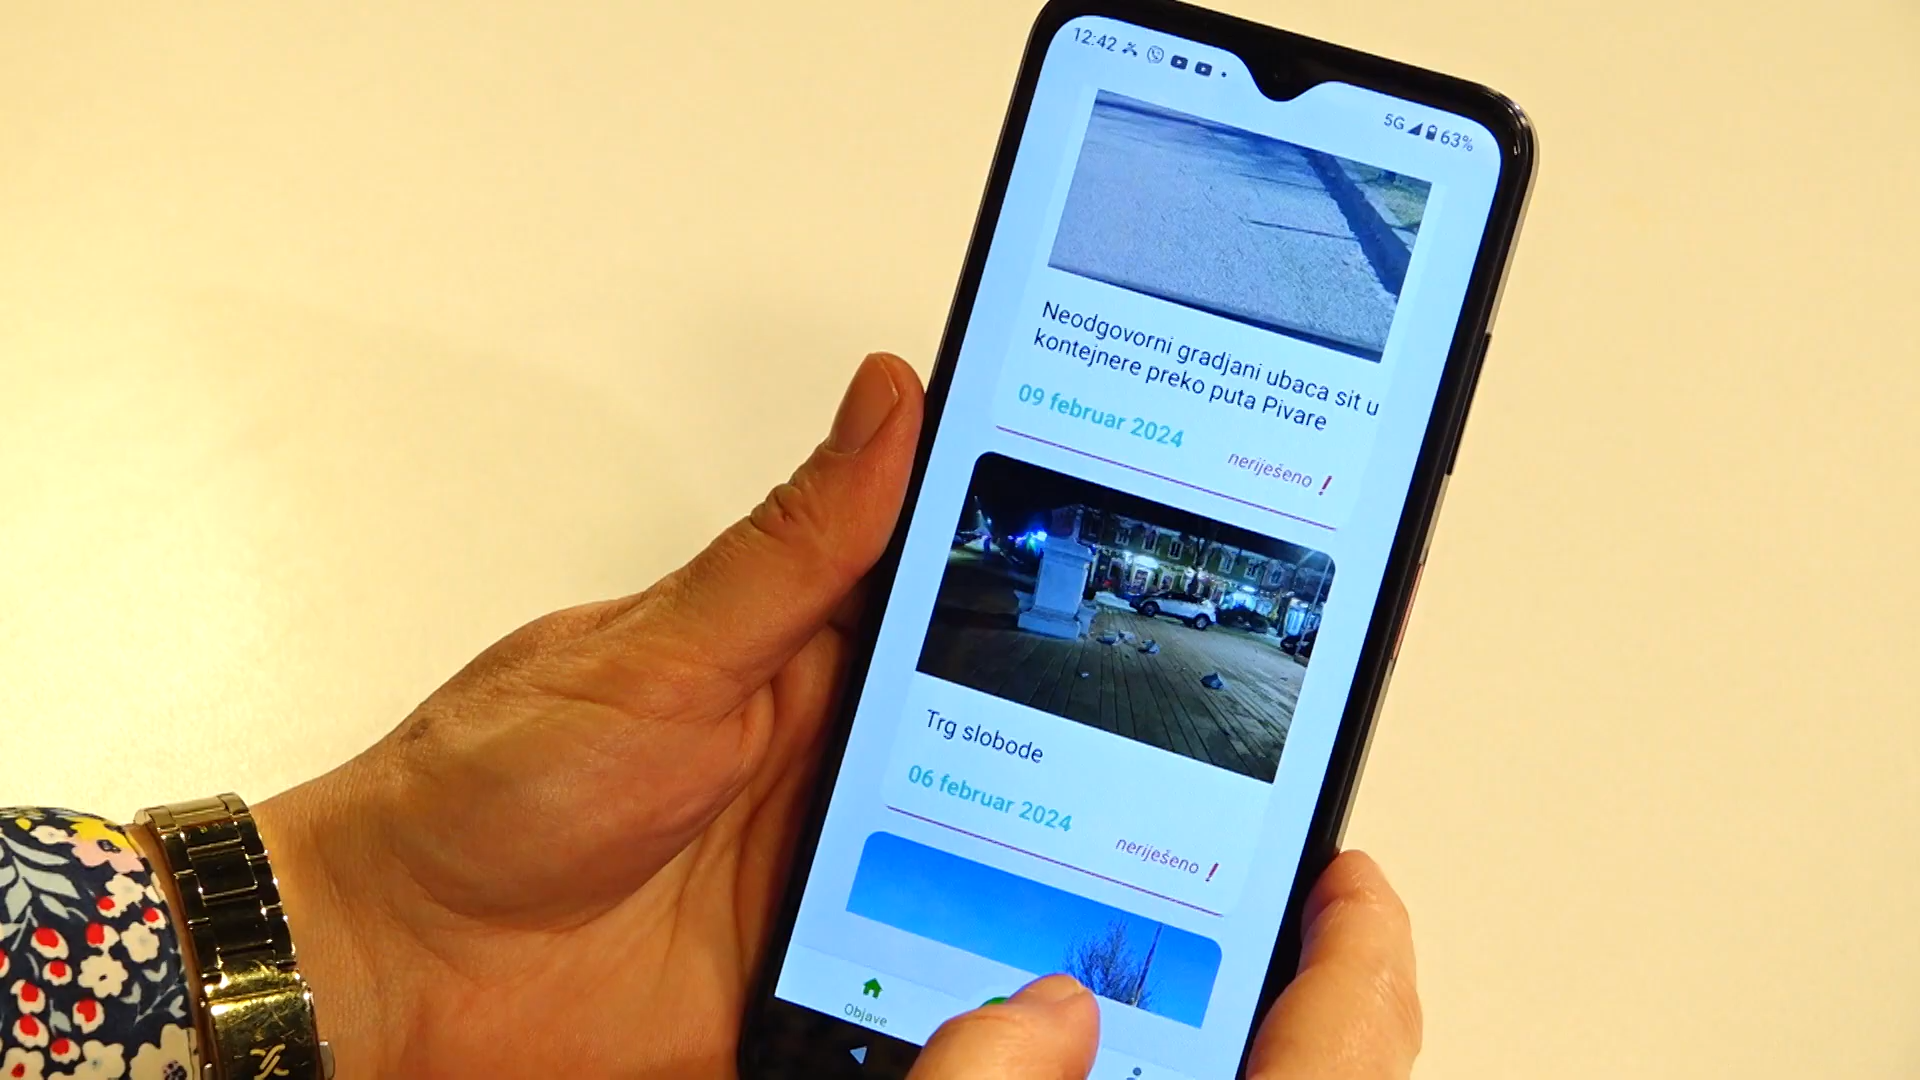 12:42
5G 63%
Neodgovorni gradjani ubaca sit u
kontejnere preko puta Pivare
09 februar 2024
neriješeno !
Trg slobode
06 februar 2024
neriješeno !
Objave